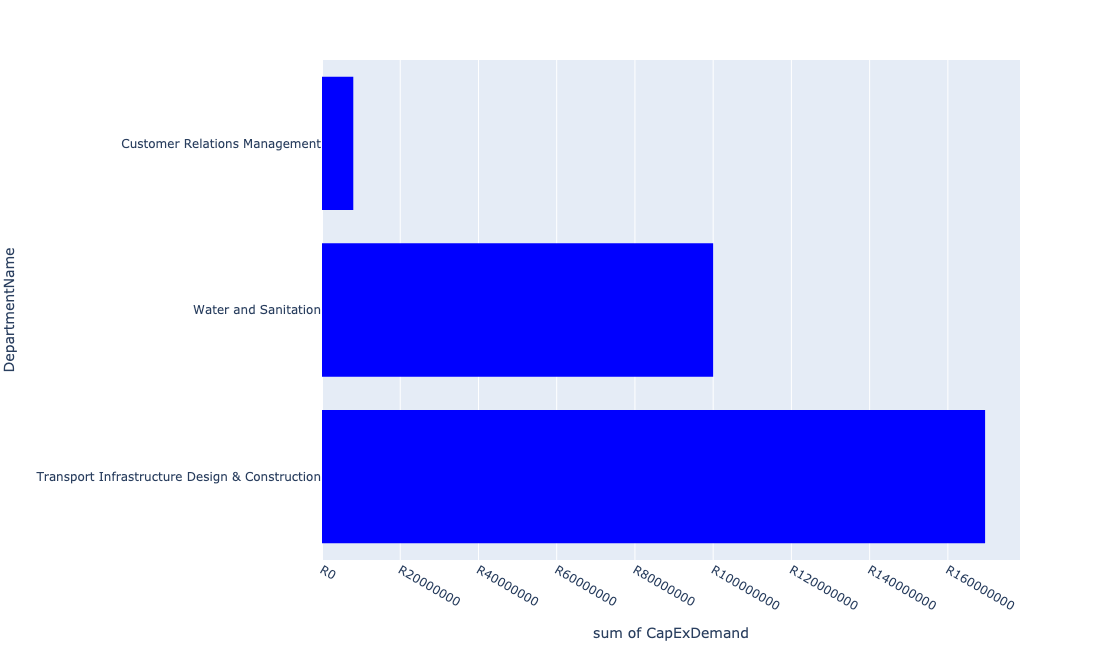 Customer Relations Management
Water and Sanitation
Transport Infrastructure Design & Construction
DepartmentName
R0
R20000000
R40000000
R60000000
R80000000
R100000000
R120000000
R140000000
R160000000
sum of CapExDemand